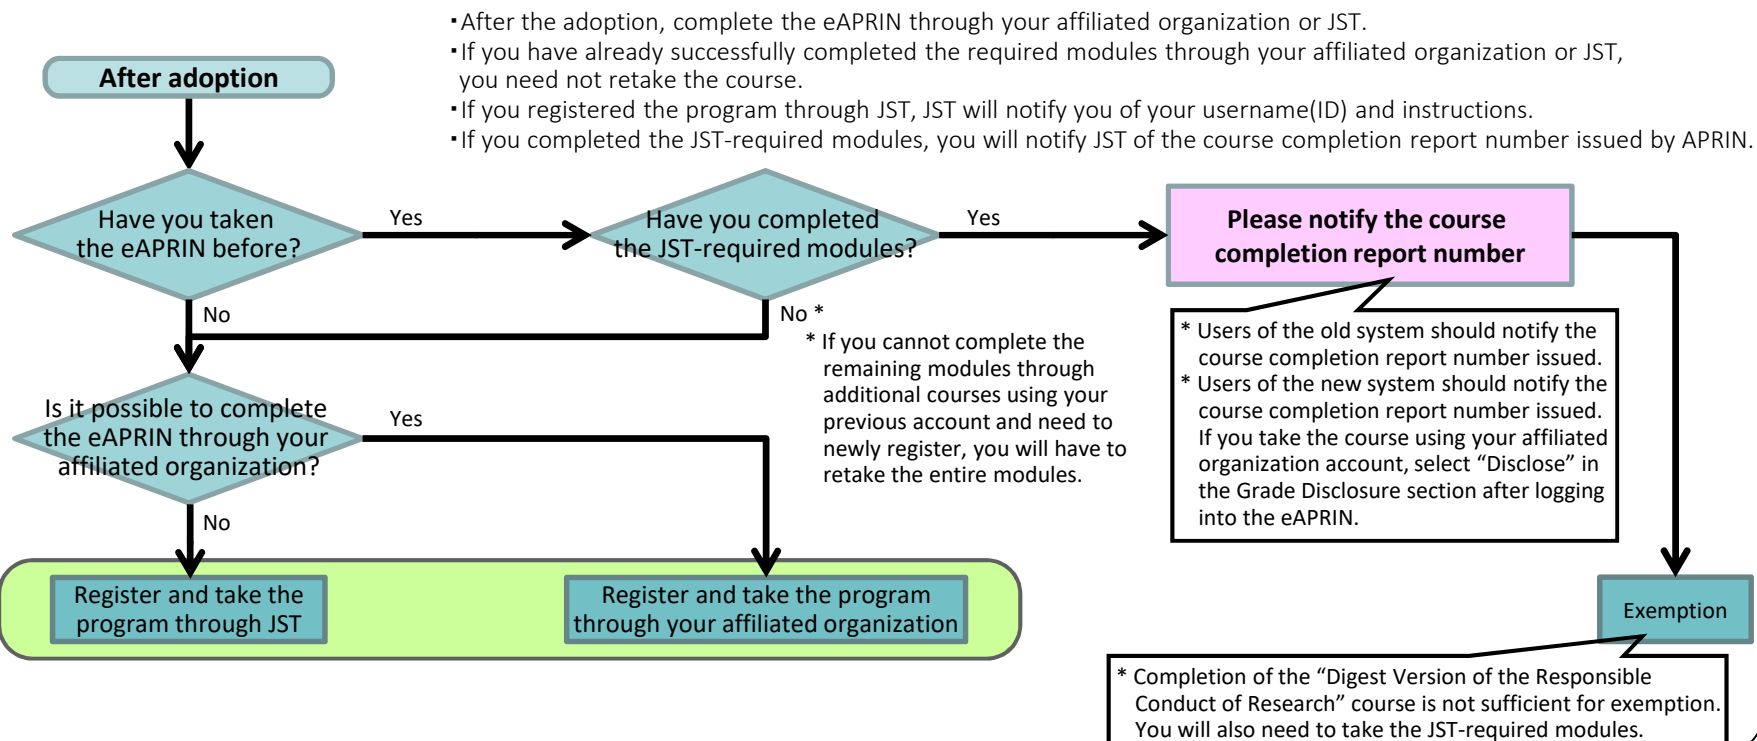 ・After the adoption, complete the eAPRIN through your affiliated organization or JST.
・If you have already successfully completed the required modules through your affiliated organization or JST,
you need not retake the course.
・If you registered the program through JST, JST will notify you of your username(ID) and instructions.
・If you completed the JST-required modules, you will notify JST of the course completion report number issued by APRIN.
After adoption
Have you taken
the eAPRIN before?
Yes
Have you completed
the JST-required modules?
Yes
Please notify the course
completion report number
No
No *
* If you cannot complete the
remaining modules through
additional courses using your
previous account and need to
newly register, you will have to
retake the entire modules.
* Users of the old system should notify the
course completion report number issued.
* Users of the new system should notify the
course completion report number issued.
If you take the course using your affiliated
organization account, select “Disclose” in
the Grade Disclosure section after logging
into the eAPRIN.
Is it possible to complete
the eAPRIN through your
affiliated organization?
Yes
No
Register and take the
program through JST
Register and take the program
through your affiliated organization
Exemption
* Completion of the “Digest Version of the Responsible
Conduct of Research” course is not sufficient for exemption.
You will also need to take the JST-required modules.